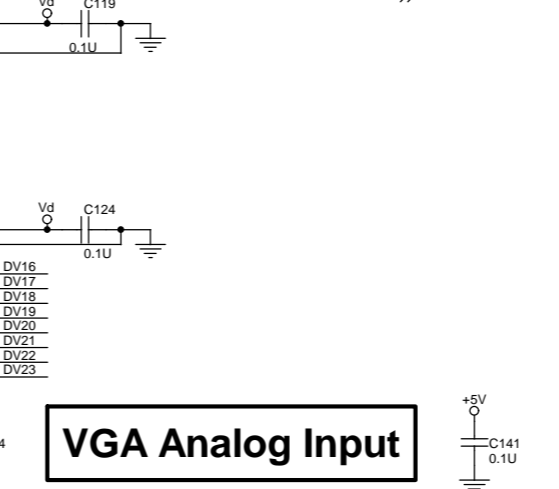 Vd C119
0.1U
Vd C124
0.1U
DV16
DV17
DV18
DV19
DV20
DV21
DV22
DV23
+5V
4
VGA Analog Input
C141
0.1U